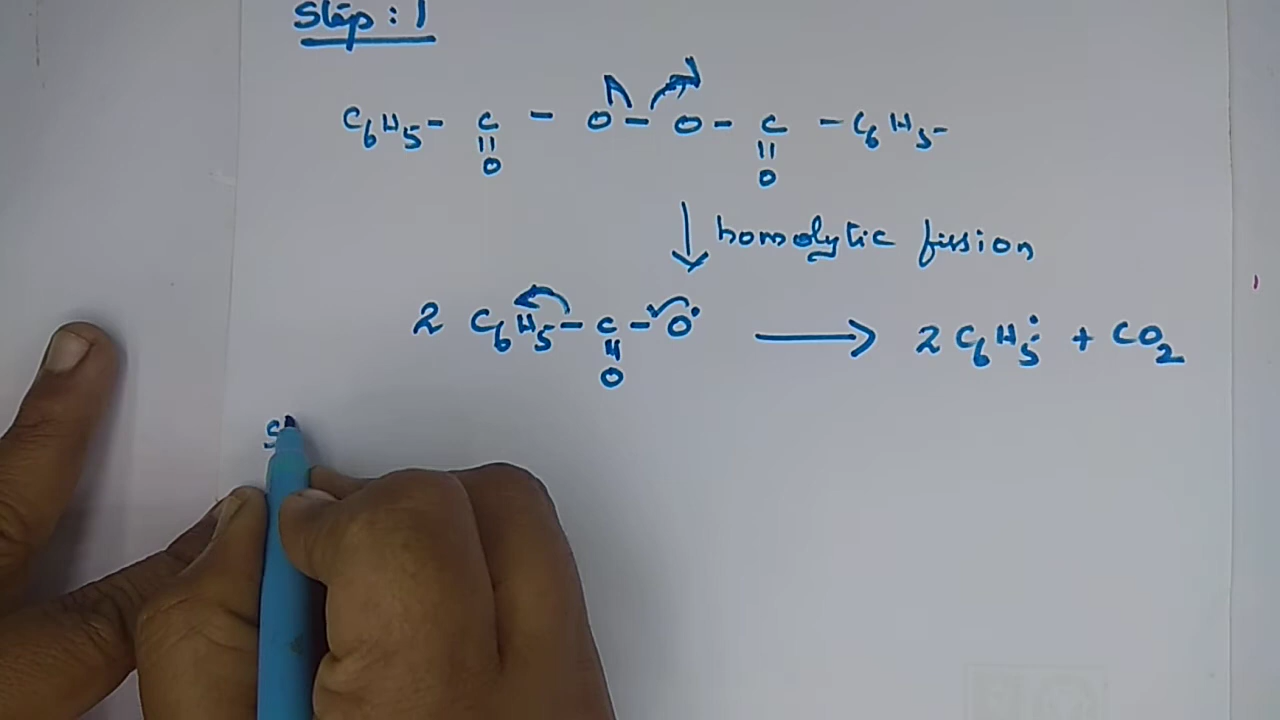 Step : 1
C6H5 - C - O - O - C - C6H5 -
|| ||
O O
↓ homolytic fission
2 C6H5 - C - O• ⟶ 2 C6H5• + CO2
||
O
S